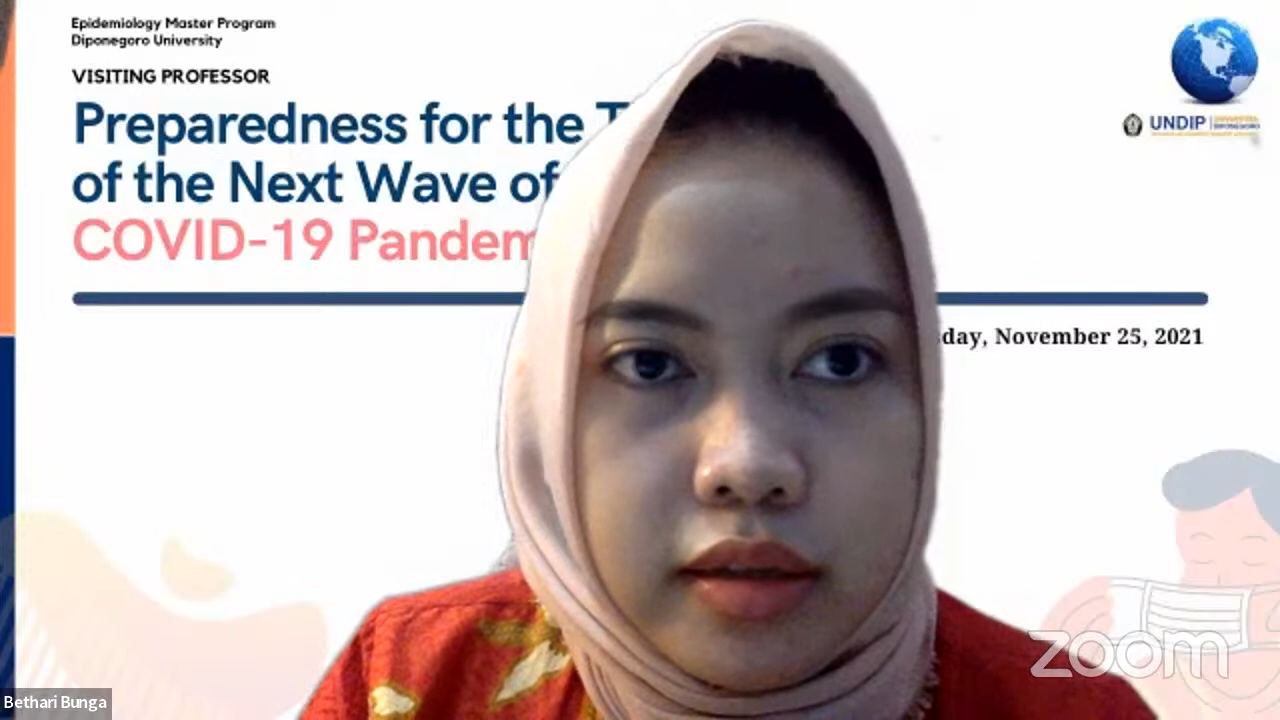 Epidemiology Master Program
Diponegoro University
VISITING PROFESSOR
Preparedness for the T
of the Next Wave of
COVID-19 Pandem
UNDIP
day, November 25, 2021
zoom
Bethari Bunga